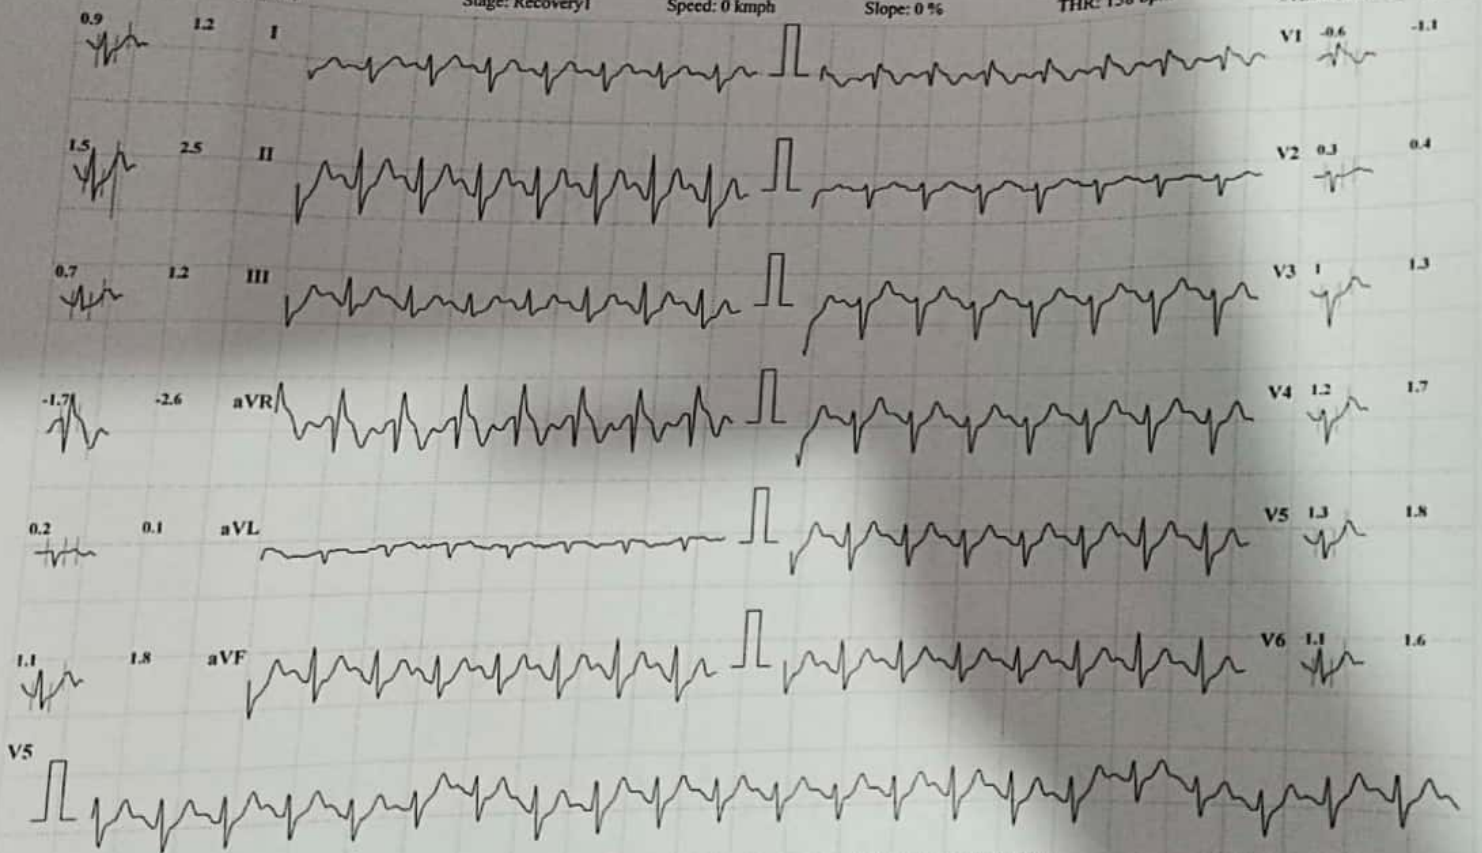 Stage: Recovery1 Speed: 0 kmph Slope: 0 % THR:
0.9 1.2 I V1 -0.6 -1.1
1.5 2.5 II V2 0.3 0.4
0.7 1.2 III V3 1 1.3
-1.7 -2.6 aVR V4 1.2 1.7
0.2 0.1 aVL V5 1.3 1.8
1.1 1.8 aVF V6 1.1 1.6
V5